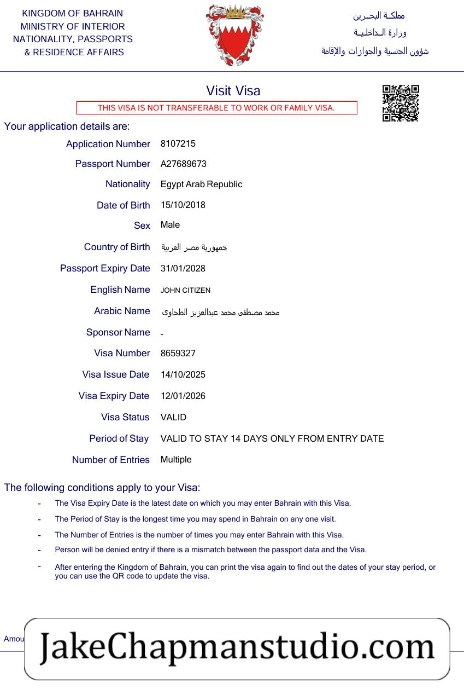 KINGDOM OF BAHRAIN
MINISTRY OF INTERIOR
NATIONALITY, PASSPORTS
& RESIDENCE AFFAIRS
مملكة البحرين
وزارة الداخلية
شؤون الجنسية والجوازات والإقامة
Visit Visa
THIS VISA IS NOT TRANSFERABLE TO WORK OR FAMILY VISA.
Your application details are:
Application Number 8107215
Passport Number A27689673
Nationality Egypt Arab Republic
Date of Birth 15/10/2018
Sex Male
Country of Birth جمهورية مصر العربية
Passport Expiry Date 31/01/2028
English Name JOHN CITIZEN
Arabic Name محمد مصطفى محمد عبدالعزيز الطحاوى
Sponsor Name -
Visa Number 8659327
Visa Issue Date 14/10/2025
Visa Expiry Date 12/01/2026
Visa Status VALID
Period of Stay VALID TO STAY 14 DAYS ONLY FROM ENTRY DATE
Number of Entries Multiple
The following conditions apply to your Visa:
- The Visa Expiry Date is the latest date on which you may enter Bahrain with this Visa.
- The Period of Stay is the longest time you may spend in Bahrain on any one visit.
- The Number of Entries is the number of times you may enter Bahrain with this Visa.
- Person will be denied entry if there is a mismatch between the passport data and the Visa.
- After entering the Kingdom of Bahrain, you can print the visa again to find out the dates of your stay period, or
you can use the QR code to update the visa.
Amou
JakeChapmanstudio.com